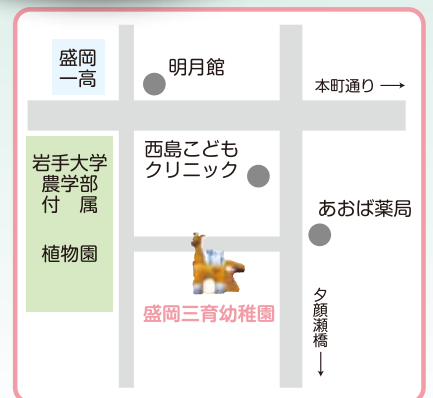 盛岡
一高
明月館
本町通り→
西島こども
クリニック
岩手大学
農学部
付　属
植物園
あおば薬局
盛岡三育幼稚園
夕顔瀬橋→